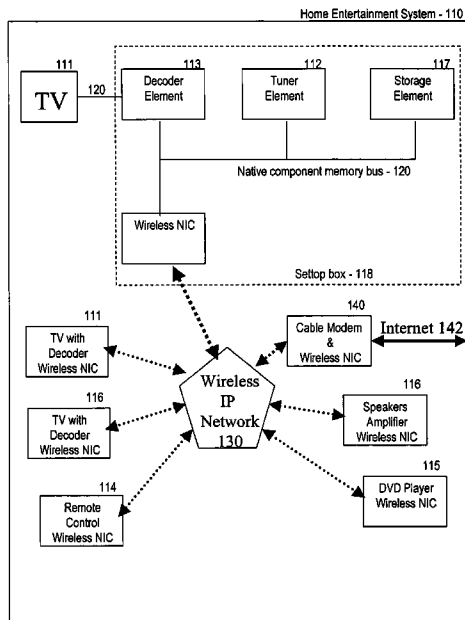 Home Entertainment System - 110
111
TV
120
113
Decoder
Element
112
Tuner
Element
117
Storage
Element
Native component memory bus - 120
Wireless NIC
Settop box - 118
111
TV with
Decoder
Wireless NIC
116
TV with
Decoder
Wireless NIC
114
Remote
Control
Wireless NIC
Wireless
IP
Network
130
140
Cable Modem
&
Wireless NIC
Internet 142
116
Speakers
Amplifier
Wireless NIC
115
DVD Player
Wireless NIC